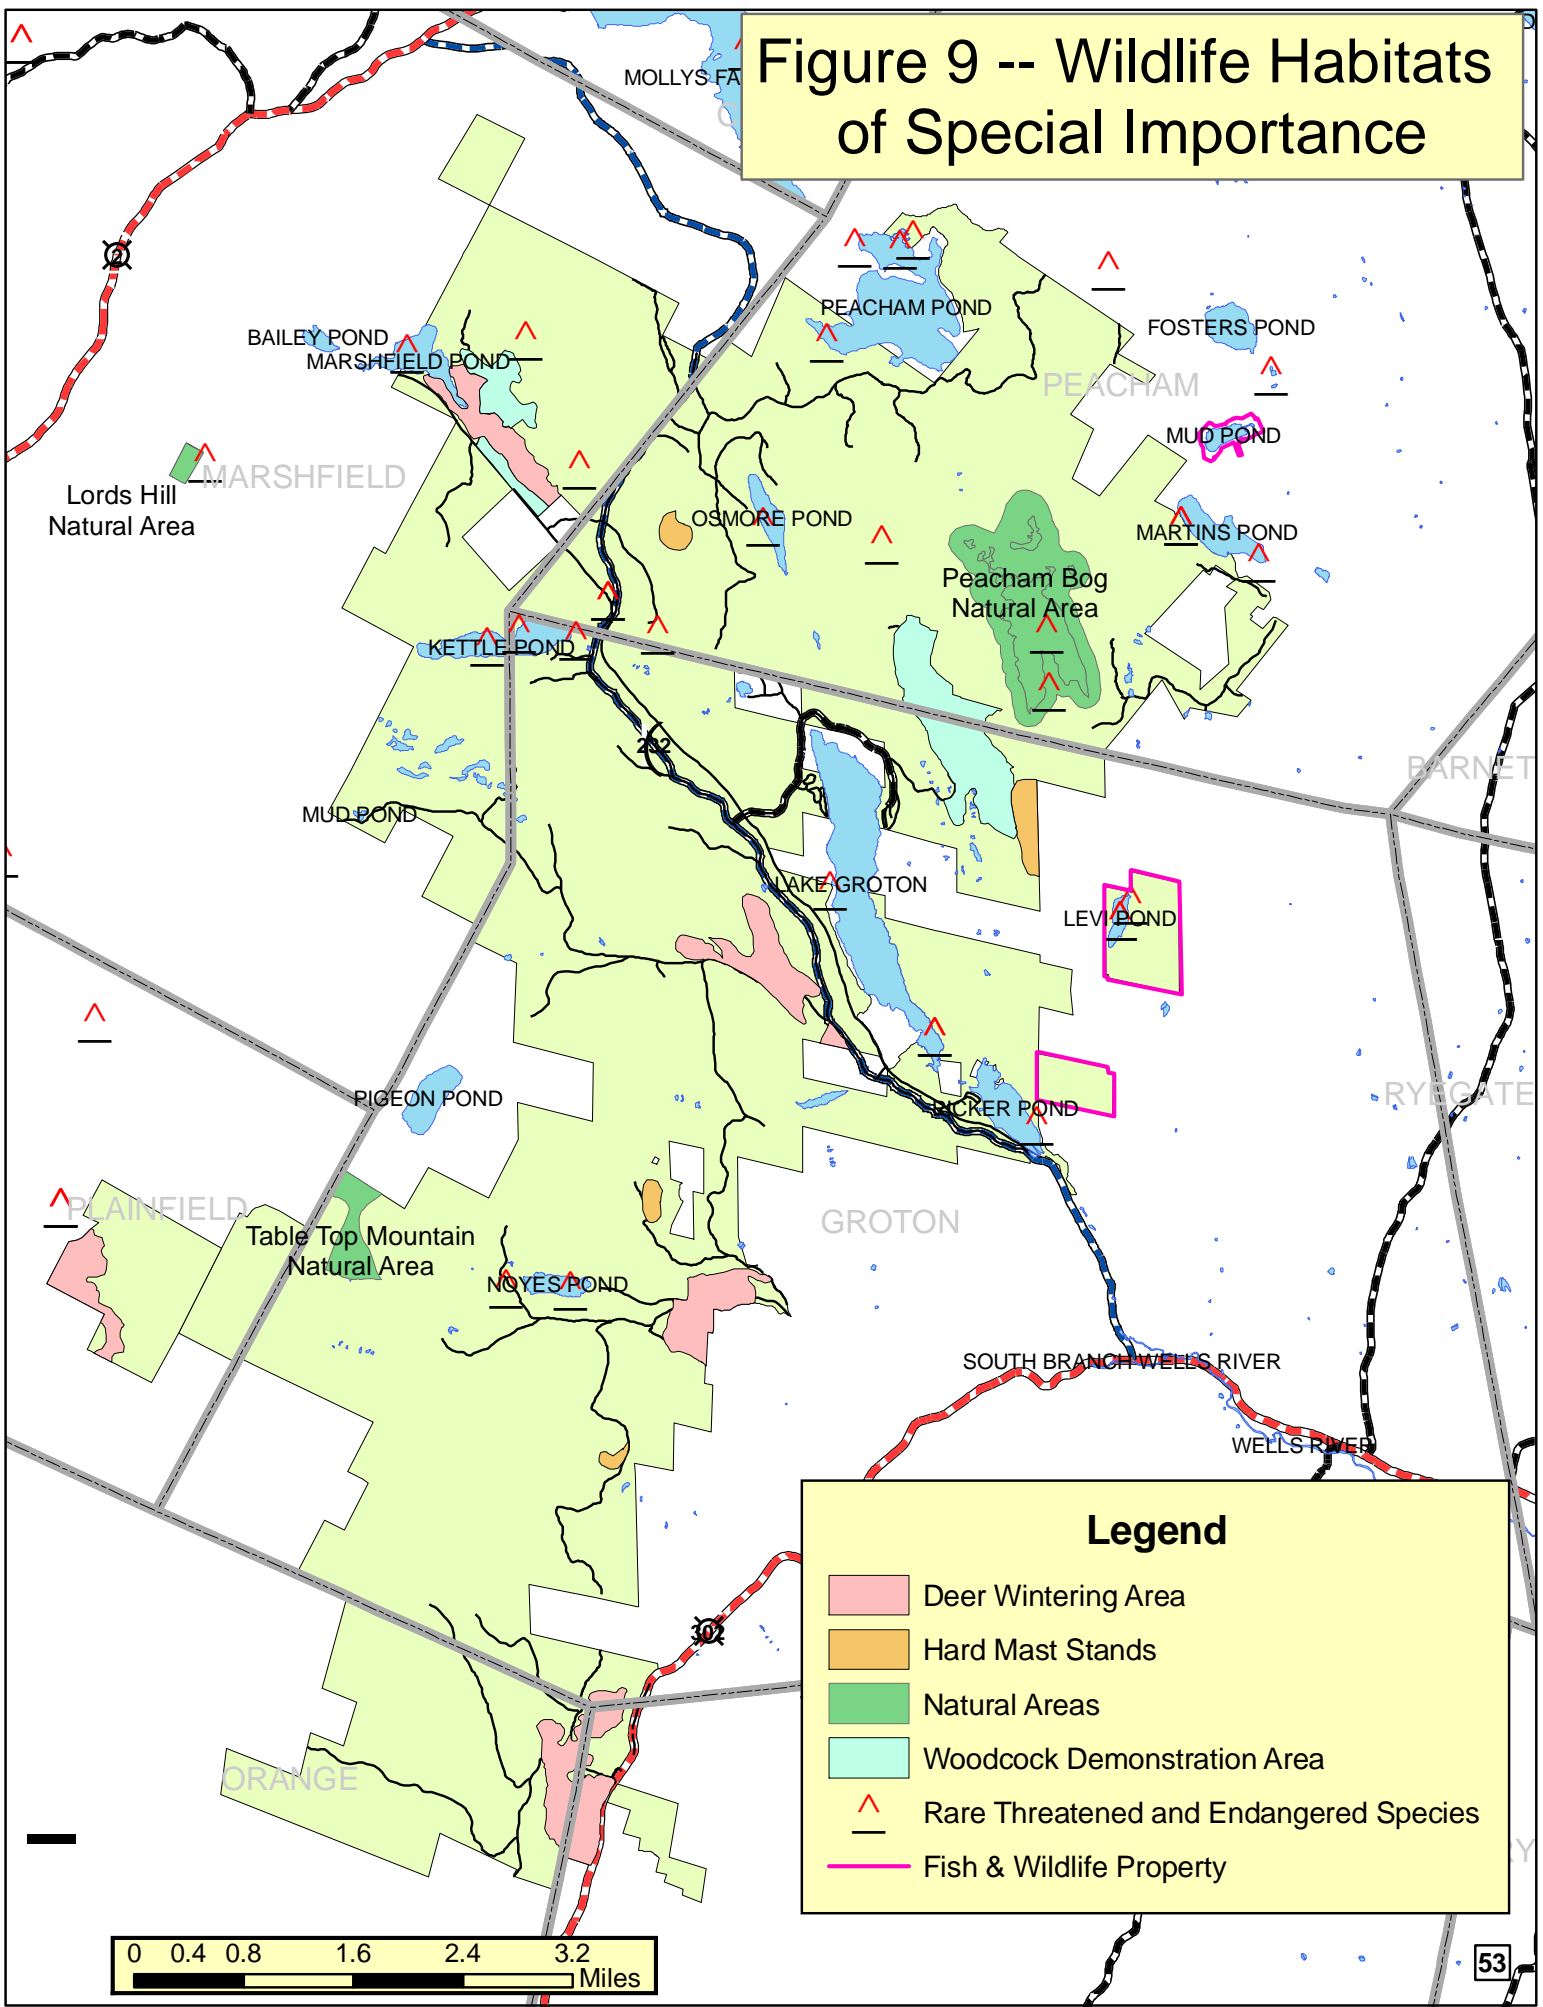 Figure 9 -- Wildlife Habitats
of Special Importance
MOLLYS FA
2
PEACHAM POND
BAILEY POND
MARSHFIELD POND
FOSTERS POND
PEACHAM
MUD POND
MARSHFIELD
Lords Hill
Natural Area
OSMORE POND
MARTINS POND
Peacham Bog
Natural Area
KETTLE POND
232
BARNET
MUD POND
LAKE GROTON
LEVI POND
PIGEON POND
RICKER POND
RYEGATE
PLAINFIELD
GROTON
Table Top Mountain
Natural Area
NOYES POND
SOUTH BRANCH WELLS RIVER
WELLS RIVER
302
ORANGE
Legend
Deer Wintering Area
Hard Mast Stands
Natural Areas
Woodcock Demonstration Area
Rare Threatened and Endangered Species
Fish & Wildlife Property
RY
0 0.4 0.8 1.6 2.4 3.2
Miles
53